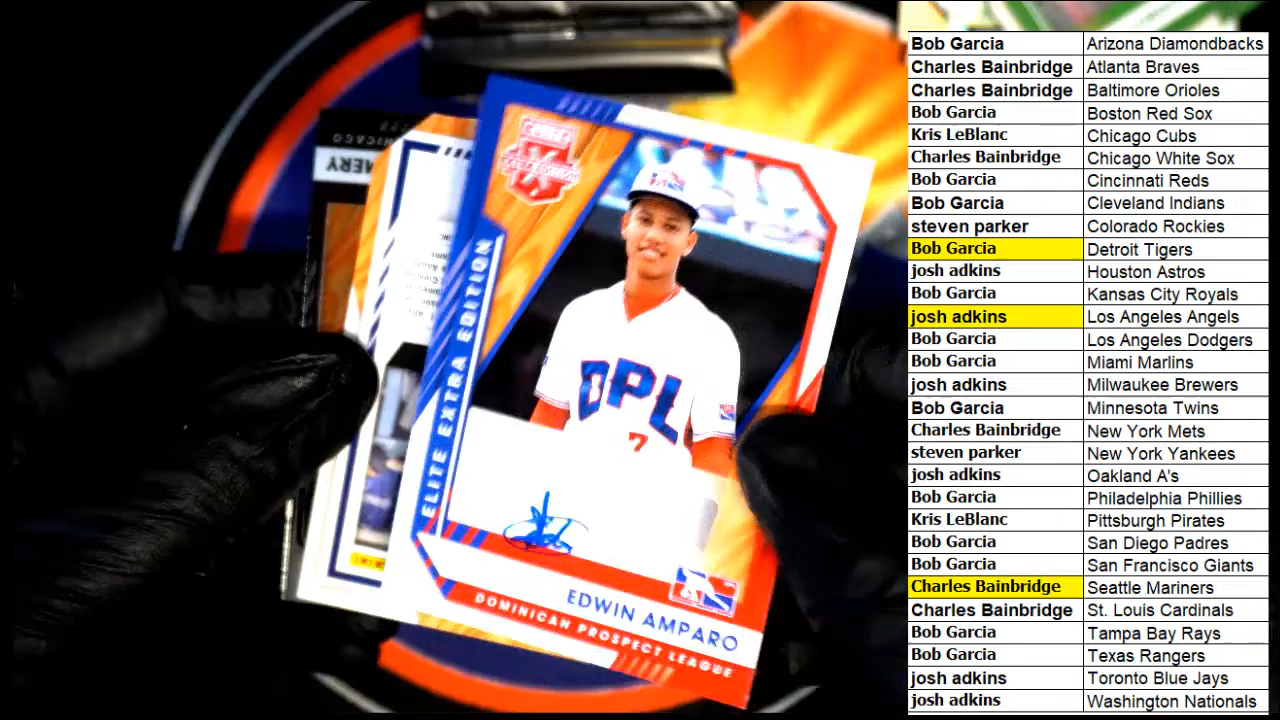 MERY
ELITE EXTRA EDITION
DPL
7
EDWIN AMPARO
DOMINICAN PROSPECT LEAGUE
Bob Garcia Arizona Diamondbacks
Charles Bainbridge Atlanta Braves
Charles Bainbridge Baltimore Orioles
Bob Garcia Boston Red Sox
Kris LeBlanc Chicago Cubs
Charles Bainbridge Chicago White Sox
Bob Garcia Cincinnati Reds
Bob Garcia Cleveland Indians
steven parker Colorado Rockies
Bob Garcia Detroit Tigers
josh adkins Houston Astros
Bob Garcia Kansas City Royals
josh adkins Los Angeles Angels
Bob Garcia Los Angeles Dodgers
Bob Garcia Miami Marlins
josh adkins Milwaukee Brewers
Bob Garcia Minnesota Twins
Charles Bainbridge New York Mets
steven parker New York Yankees
josh adkins Oakland A's
Bob Garcia Philadelphia Phillies
Kris LeBlanc Pittsburgh Pirates
Bob Garcia San Diego Padres
Bob Garcia San Francisco Giants
Charles Bainbridge Seattle Mariners
Charles Bainbridge St. Louis Cardinals
Bob Garcia Tampa Bay Rays
Bob Garcia Texas Rangers
josh adkins Toronto Blue Jays
josh adkins Washington Nationals